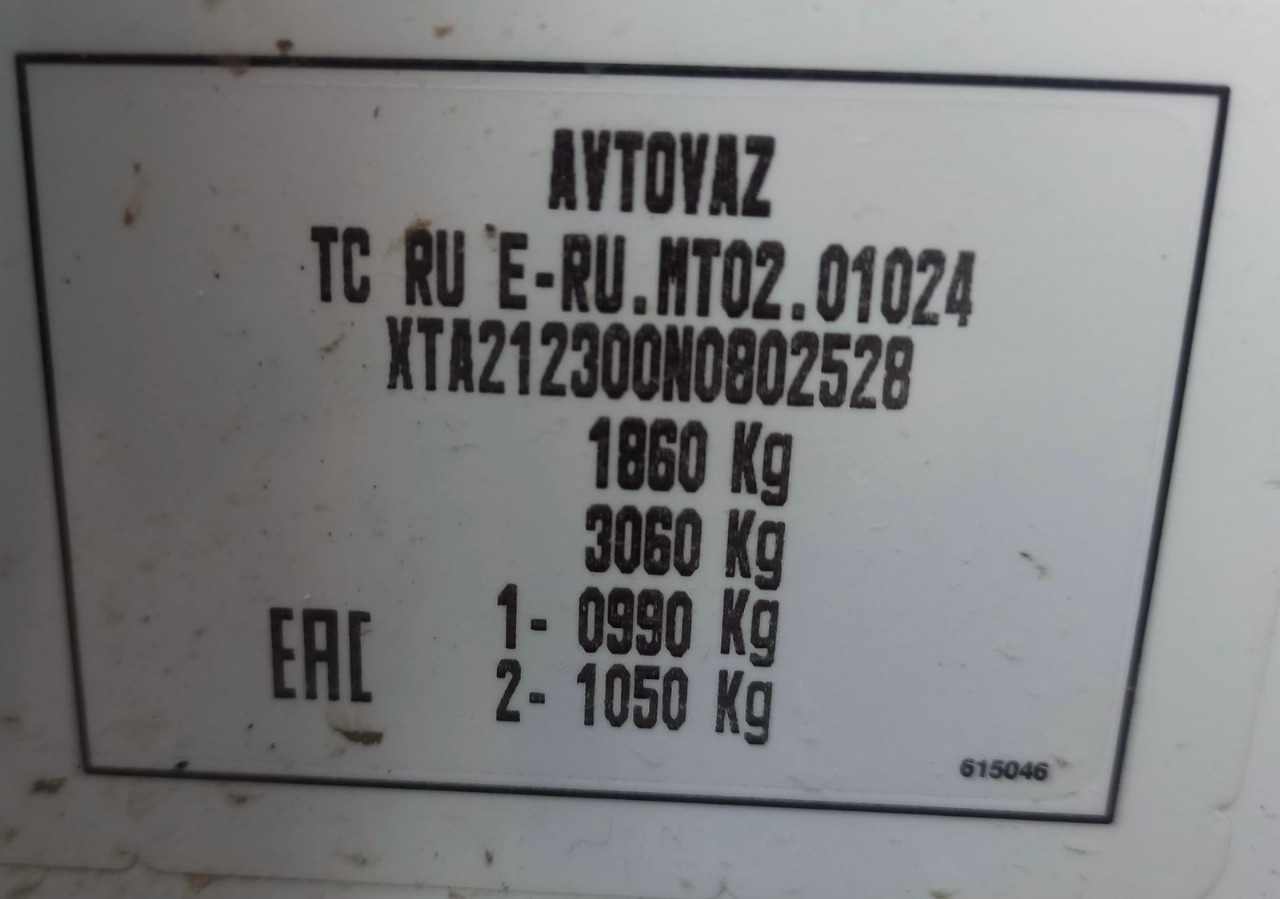 AVTOVAZ
TC RU E-RU.MT02.01024
XTA212300N0802528
1860 Kg
3060 Kg
1- 0990 Kg
2- 1050 Kg
EAC
615046